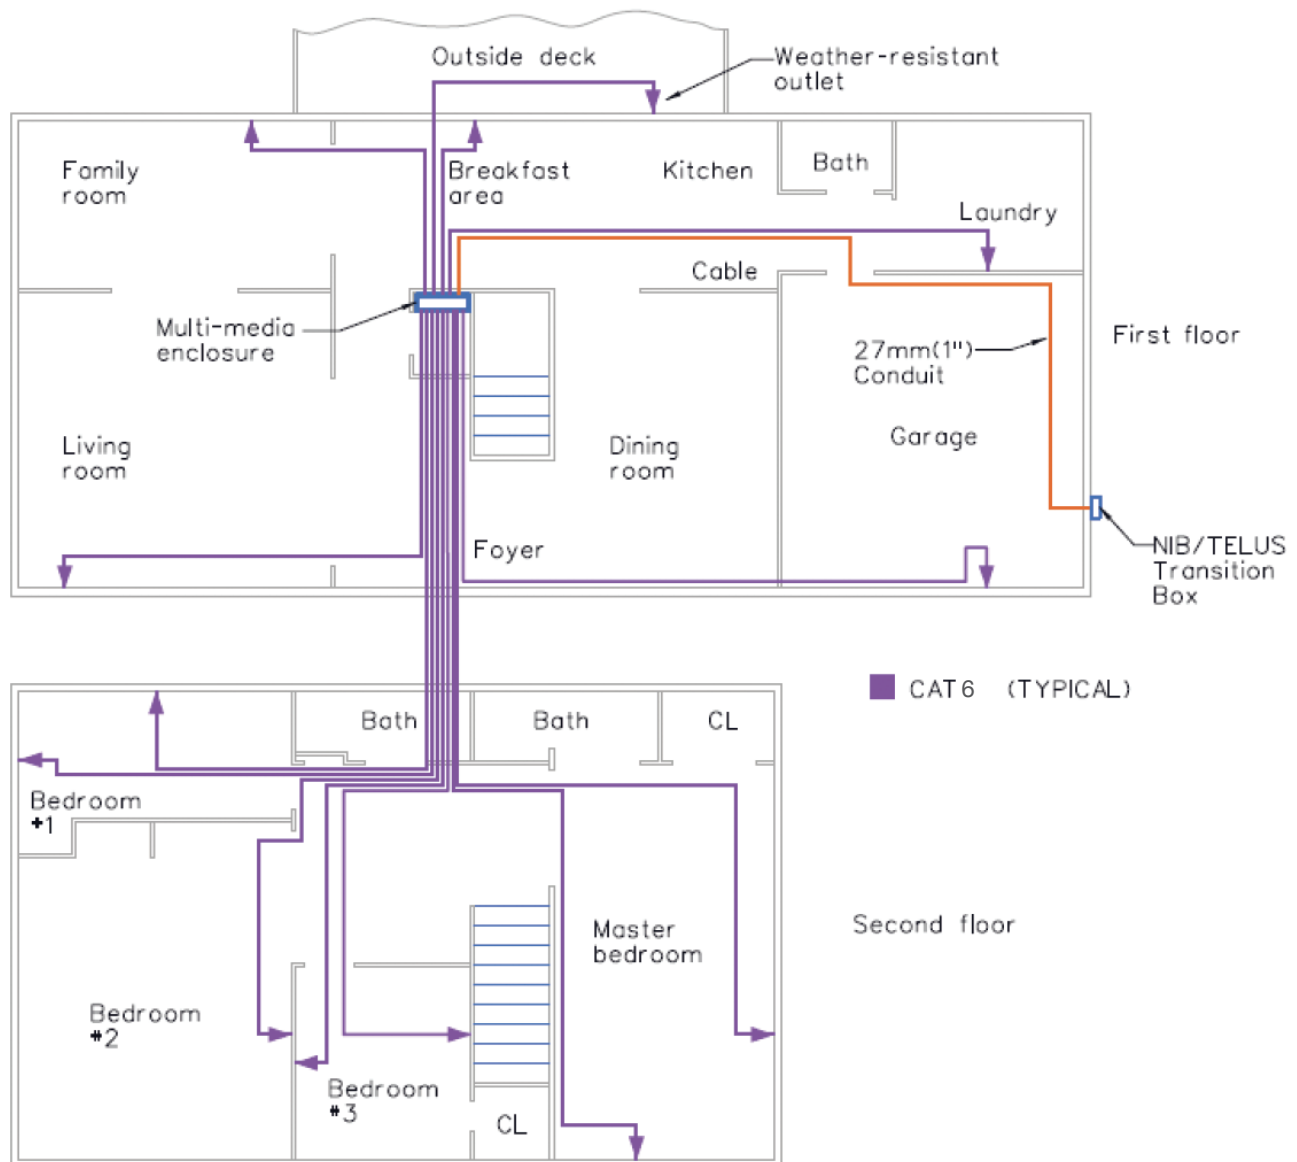 Outside deck
Weather-resistant
outlet
Family
room
Breakfast
area
Kitchen
Bath
Laundry
Cable
Multi-media
enclosure
27mm(1")
Conduit
First floor
Living
room
Dining
room
Garage
Foyer
NIB/TELUS
Transition
Box
CAT6 (TYPICAL)
Bath
Bath
CL
Bedroom
#1
Master
bedroom
Second floor
Bedroom
#2
Bedroom
#3
CL